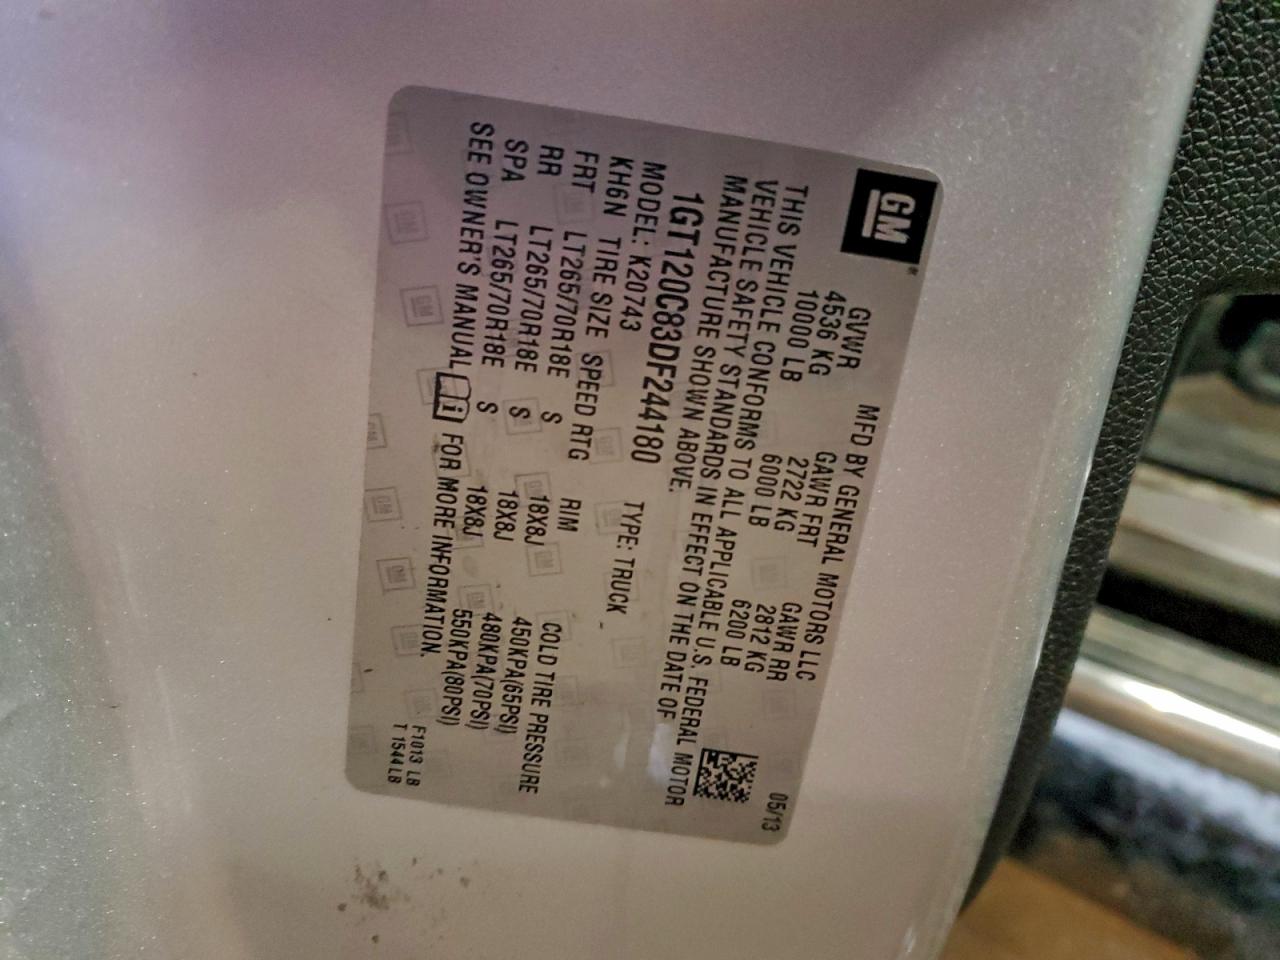 GM
MFD BY GENERAL MOTORS LLC 05/13
GVWR GAWR FRT GAWR RR
4536 KG 2722 KG 2812 KG
10000 LB 6000 LB 6200 LB
THIS VEHICLE CONFORMS TO ALL APPLICABLE U.S. FEDERAL MOTOR
VEHICLE SAFETY STANDARDS IN EFFECT ON THE DATE OF
MANUFACTURE SHOWN ABOVE.
1GT120C83DF244180 TYPE: TRUCK
MODEL: K20743
KH6N TIRE SIZE SPEED RTG RIM COLD TIRE PRESSURE
FRT LT265/70R18E S 18X8J 450KPA(65PSI)
RR LT265/70R18E S 18X8J 480KPA(70PSI)
SPA LT265/70R18E S 18X8J 550KPA(80PSI)
SEE OWNER'S MANUAL i FOR MORE INFORMATION.
F1013 LB
T 1544LB